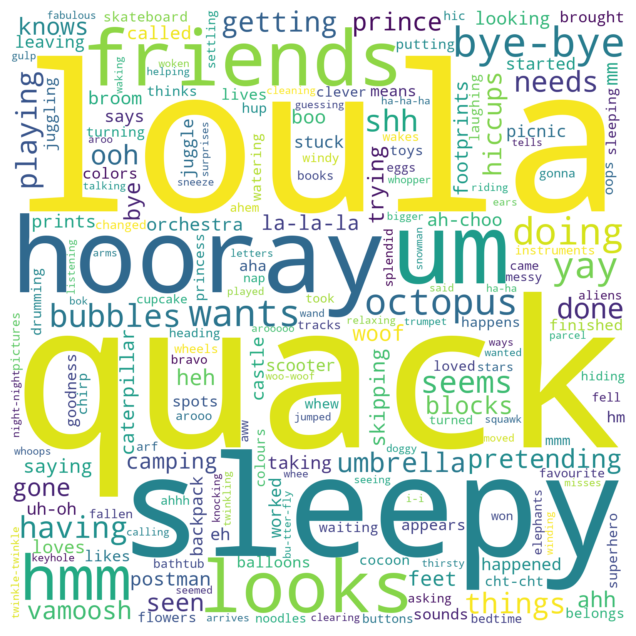 fabulous
skateboard
settling
hic
looking
brought
knows
getting
prince
bye-bye
leaving
called
putting
started
gulp
waking
woken
friends
helping
thinks
cleaning
clever
means
ha-ha-ha
needs
mm
juggling
broom
lives
guessing
shh
laughing
sleeping
playing
says
hup
boo
footprints
hiccups
picnic
tells
turning
aroo
juggle
surprises
stuck
toys
wakes
oops
ooh
loula
colors
bye
sneeze
windy
books
eggs
whopper
gonna
talking
watering
trying
riding
ears
changed
ahem
bigger
prints
orchestra
la-la-la
ah-choo
doing
hooray
um
arms
princess
letters
aha
splendid
snowman
instruments
drumming
listening
played
said
ha-ha
yay
came
messy
bok
cupcake
nap
took
wand
tracks
octopus
relaxing
trumpet
happens
done
aliens
bubbles
wants
pictures
heading
woof
ways
wanted
finished
parcel
quack
night-night
goodness
chirp
caterpillar
wheels
bravo
scooter
castle
arooooo
whew
skipping
loved
stars
hiding
heh
woo-woof
seems
fell
spots
arooo
jumped
blocks
turned
squawk
hm
whoops
aww
doggy
moved
mmm
saying
arf
camping
colours
taking
umbrella
pretending
favourite
gone
ahhh
knocking
whee
seeing
misses
uh-oh
fallen
backpack
twinkling
worked
bu-tter-fly
sleepy
i-i
won
having
calling
eh
waiting
appears
elephants
superhero
loves
bathtub
balloons
cocoon
happened
winding
twinkle-twinkle
keyhole
likes
postman
feet
cht-cht
hmm
seemed
looks
thirsty
things
ahh
vamoosh
seen
asking
sounds
bedtime
belongs
flowers
arrives
noodles
clearing
buttons